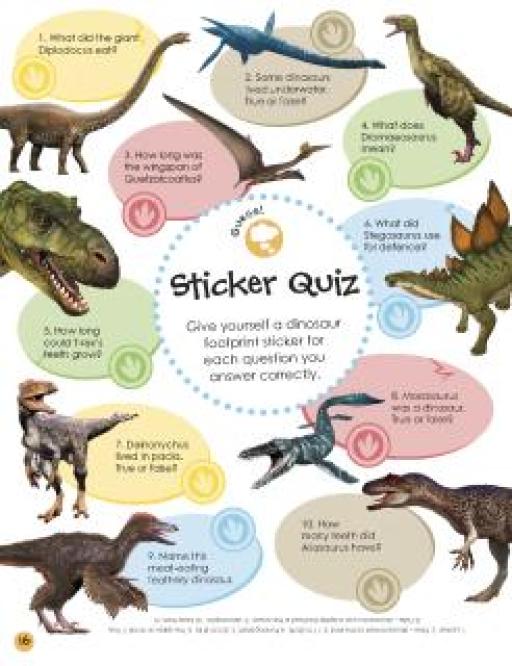 1. What did the giant
Diplodocus eat?
2. Some dinosaurs
lived underwater.
True or false?
3. How long was
the wingspan of
Quetzalcoatlus?
4. What does
Dromaeosaurus
mean?
QUERIES!
Sticker Quiz
Give yourself a dinosaur
footprint sticker for
each question you
answer correctly.
5. How long
could T-rex's
teeth grow?
6. What did
Stegosaurus use
for defence?
7. Deinonychus
lived in packs.
True or false?
8. Mosasaurus
was a dinosaur.
True or false?
9. Name this
meat-eating
feathery dinosaur.
10. How
many teeth did
Allosaurus have?
16